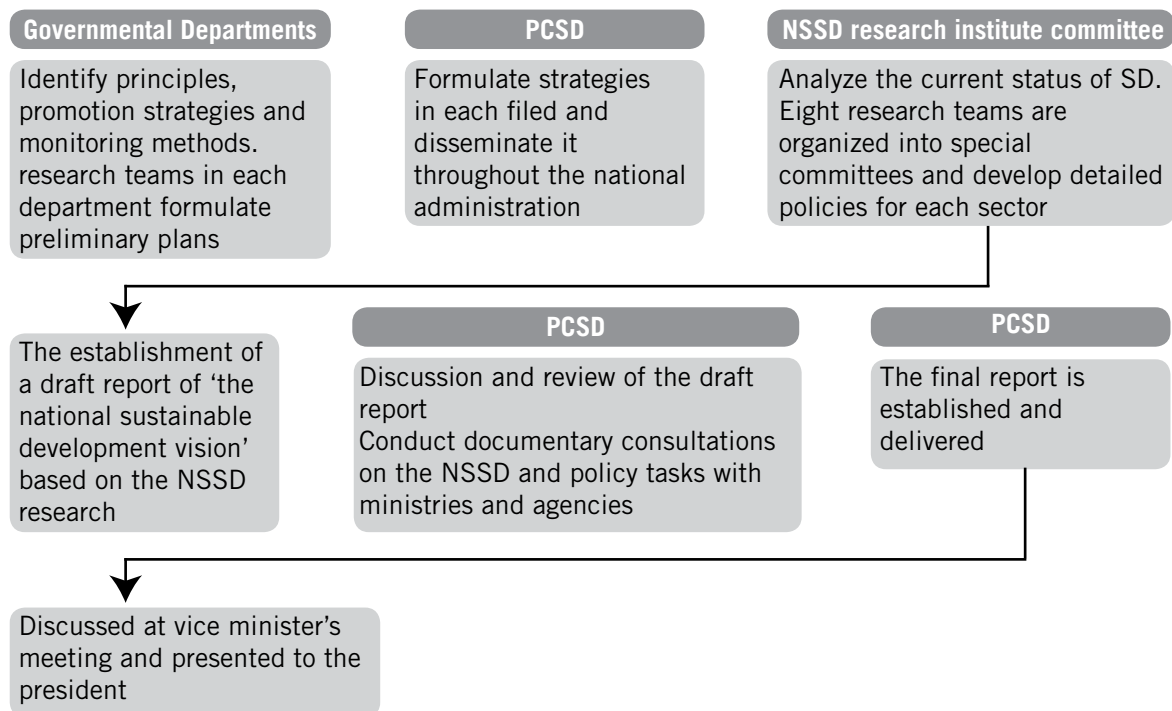 Governmental Departments
Identify principles,
promotion strategies and
monitoring methods.
research teams in each
department formulate
preliminary plans
PCSD
Formulate strategies
in each filed and
disseminate it
throughout the national
administration
NSSD research institute committee
Analyze the current status of SD.
Eight research teams are
organized into special
committees and develop detailed
policies for each sector
The establishment of
a draft report of ‘the
national sustainable
development vision’
based on the NSSD
research
PCSD
Discussion and review of the draft
report
Conduct documentary consultations
on the NSSD and policy tasks with
ministries and agencies
PCSD
The final report is
established and
delivered
Discussed at vice minister’s
meeting and presented to the
president